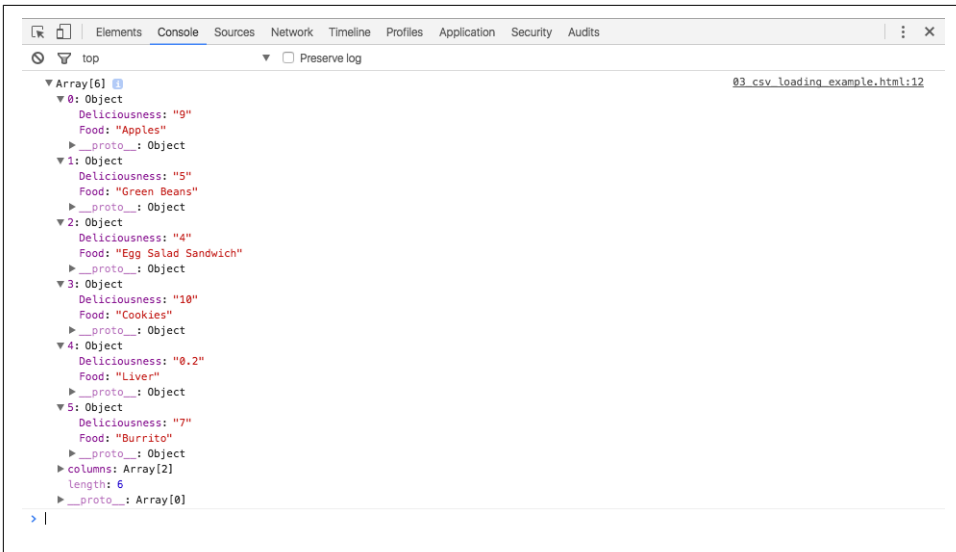 Elements Console Sources Network Timeline Profiles Application Security Audits
top Preserve log
Array[6] i 03 csv loading example.html:12
0: Object
Deliciousness: "9"
Food: "Apples"
__proto__: Object
1: Object
Deliciousness: "5"
Food: "Green Beans"
__proto__: Object
2: Object
Deliciousness: "4"
Food: "Egg Salad Sandwich"
__proto__: Object
3: Object
Deliciousness: "10"
Food: "Cookies"
__proto__: Object
4: Object
Deliciousness: "0.2"
Food: "Liver"
__proto__: Object
5: Object
Deliciousness: "7"
Food: "Burrito"
__proto__: Object
columns: Array[2]
length: 6
__proto__: Array[0]
>